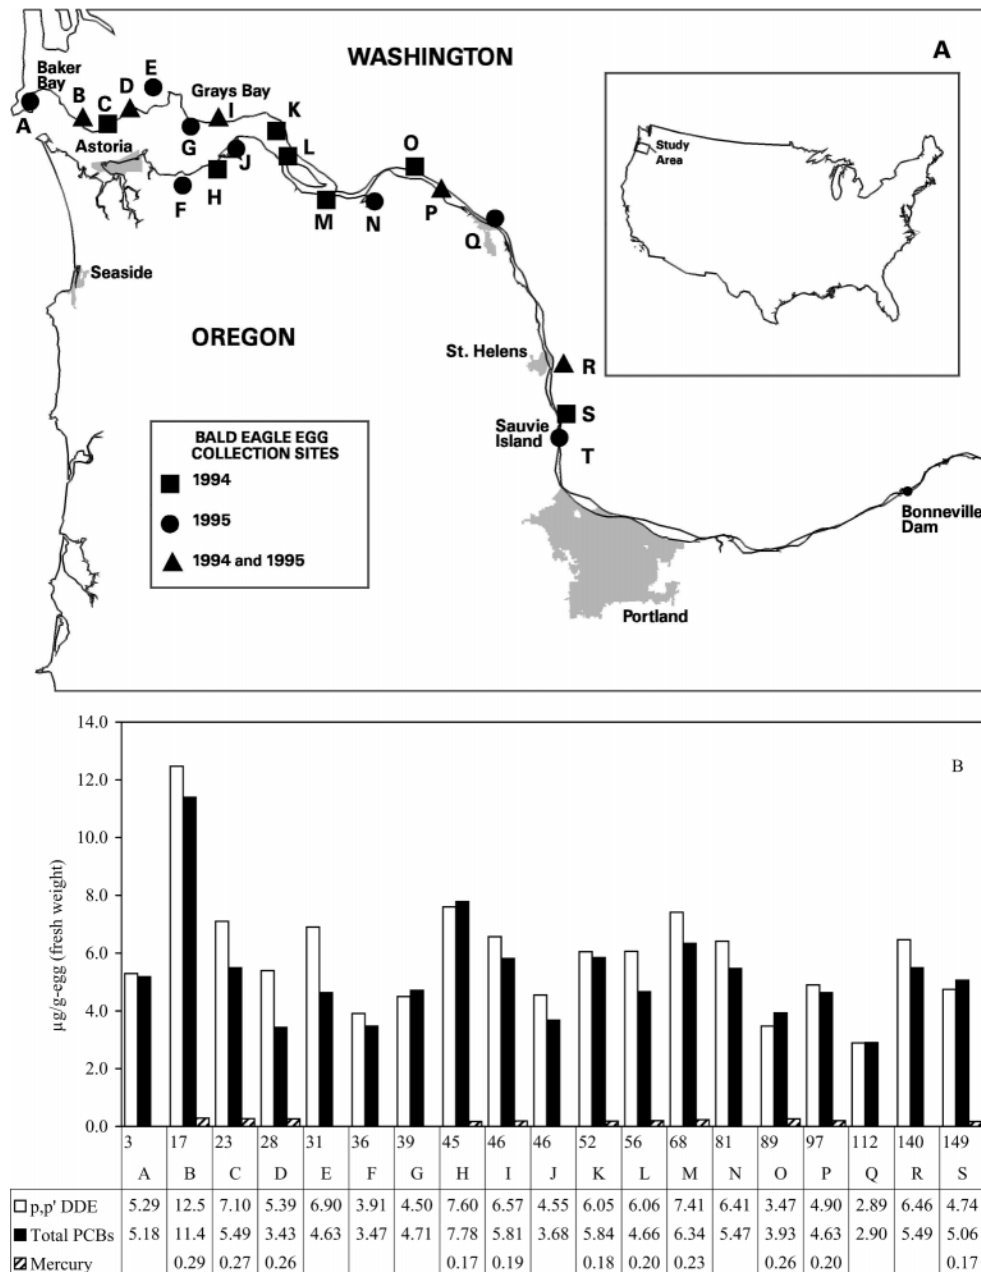 WASHINGTON
A
Baker
Bay
E
D
B
C
Grays Bay
I
K
A
G
L
O
Astoria
J
H
F
M
N
P
Q
Study
Area
Seaside
OREGON
St. Helens
R
S
Sauvie
Island
T
BALD EAGLE EGG
COLLECTION SITES
1994
1995
1994 and 1995
Bonneville
Dam
Portland
14.0
B
12.0
10.0
8.0
6.0
4.0
2.0
0.0
µg/g-egg (fresh weight)
3 17 23 28 31 36 39 45 46 46 52 56 68 81 89 97 112 140 149
A B C D E F G H I J K L M N O P Q R S
p,p' DDE 5.29 12.5 7.10 5.39 6.90 3.91 4.50 7.60 6.57 4.55 6.05 6.06 7.41 6.41 3.47 4.90 2.89 6.46 4.74
Total PCBs 5.18 11.4 5.49 3.43 4.63 3.47 4.71 7.78 5.81 3.68 5.84 4.66 6.34 5.47 3.93 4.63 2.90 5.49 5.06
Mercury 0.29 0.27 0.26 0.17 0.19 0.18 0.20 0.23 0.26 0.20 0.17